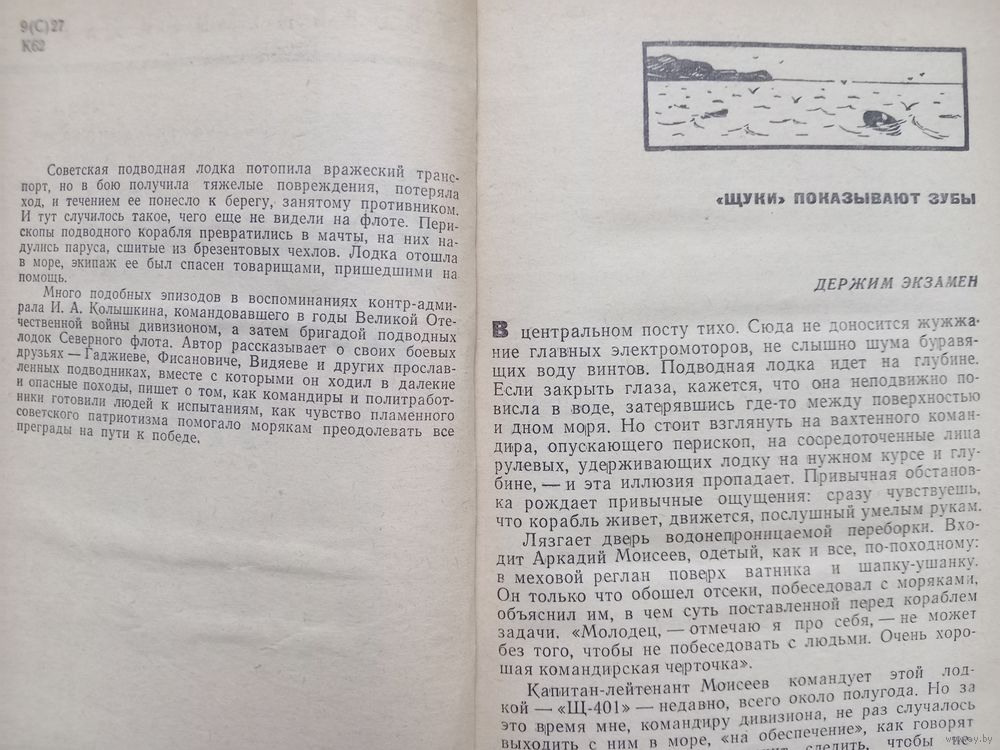 9(С)27
К62
Советская подводная лодка потопила вражеский транс-
порт, но в бою получила тяжелые повреждения, потеряла
ход, и течением ее понесло к берегу, занятому противником.
И тут случилось такое, чего еще не видели на флоте. Пери-
скопы подводного корабля превратились в мачты, на них на-
дулись паруса, сшитые из брезентовых чехлов. Лодка отошла
в море, экипаж ее был спасен товарищами, пришедшими на
помощь.
Много подобных эпизодов в воспоминаниях контр-адми-
рала И. А. Колышкина, командовавшего в годы Великой Оте-
чественной войны дивизионом, а затем бригадой подводных
лодок Северного флота. Автор рассказывает о своих боевых
друзьях — Гаджиеве, Фисановиче, Видяеве и других прослав-
ленных подводниках, вместе с которыми он ходил в далекие
и опасные походы, пишет о том, как командиры и политработ-
ники готовили людей к испытаниям, как чувство пламенного
советского патриотизма помогало морякам преодолевать все
преграды на пути к победе.
«ЩУКИ» ПОКАЗЫВАЮТ ЗУБЫ
ДЕРЖИМ ЭКЗАМЕН
В центральном посту тихо. Сюда не доносится жужжа-
ние главных электромоторов, не слышно шума буравя-
щих воду винтов. Подводная лодка идет на глубине.
Если закрыть глаза, кажется, что она неподвижно по-
висла в воде, затерявшись где-то между поверхностью
и дном моря. Но стоит взглянуть на вахтенного коман-
дира, опускающего перископ, на сосредоточенные лица
рулевых, удерживающих лодку на нужном курсе и глу-
бине, — и эта иллюзия пропадает. Привычная обстанов-
ка рождает привычные ощущения: сразу чувствуешь,
что корабль живет, движется, послушный умелым рукам.
Лязгает дверь водонепроницаемой переборки. Вхо-
дит Аркадий Моисеев, одетый, как и все, по-походному:
в меховой реглан поверх ватника и шапку-ушанку.
Он только что обошел отсеки, побеседовал с моряками,
объяснил им, в чем суть поставленной перед кораблем
задачи. «Молодец, — отмечаю я про себя, — не может
без того, чтобы не побеседовать с людьми. Очень хоро-
шая командирская черточка».
Капитан-лейтенант Моисеев командует этой лод-
кой — «Щ-401» — недавно, всего около полугода. Но за
это время мне, командиру дивизиона, не раз случалось
выходить с ним в море, «на обеспечение», как говорят
следить, чтобы не